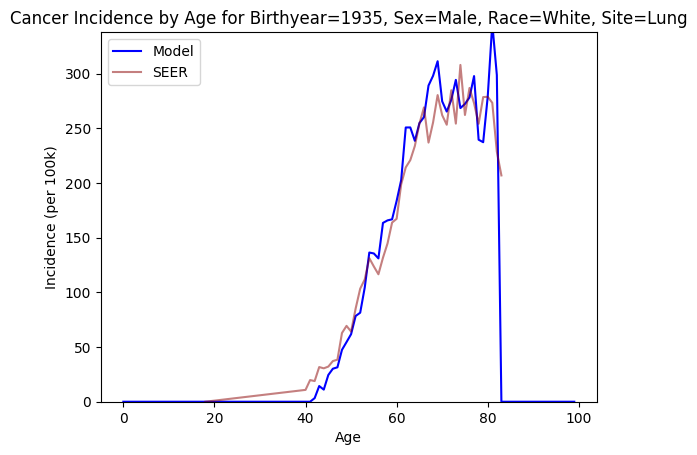 Cancer Incidence by Age for Birthyear=1935, Sex=Male, Race=White, Site=Lung
Model
SEER
300
250
200
150
100
50
0
Incidence (per 100k)
0 20 40 60 80 100
Age